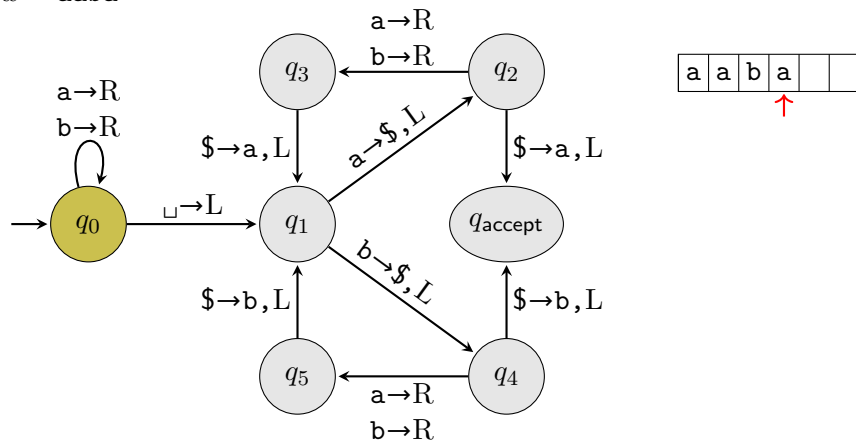 a→R
b→R
q3
q2
a a b a
a→R
b→R
$→a,L
a→$,L
$→a,L
q0
␣→L
q1
qaccept
$→b,L
b→$,L
$→b,L
q5
q4
a→R
b→R